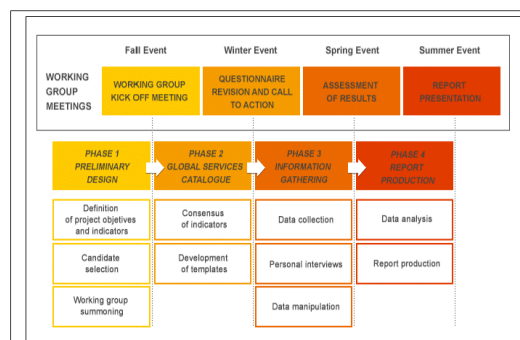 Fall Event
Winter Event
Spring Event
Summer Event
WORKING
GROUP
MEETINGS
WORKING GROUP
KICK OFF MEETING
QUESTIONNAIRE
REVISION AND CALL
TO ACTION
ASSESSMENT
OF RESULTS
REPORT
PRESENTATION
PHASE 1
PRELIMINARY
DESIGN
PHASE 2
GLOBAL SERVICES
CATALOGUE
PHASE 3
INFORMATION
GATHERING
PHASE 4
REPORT
PRODUCTION
Definition
of project objetives
and indicators
Candidate
selection
Working group
summoning
Consensus
of indicators
Development
of templates
Data collection
Personal interviews
Data manipulation
Data analysis
Report production